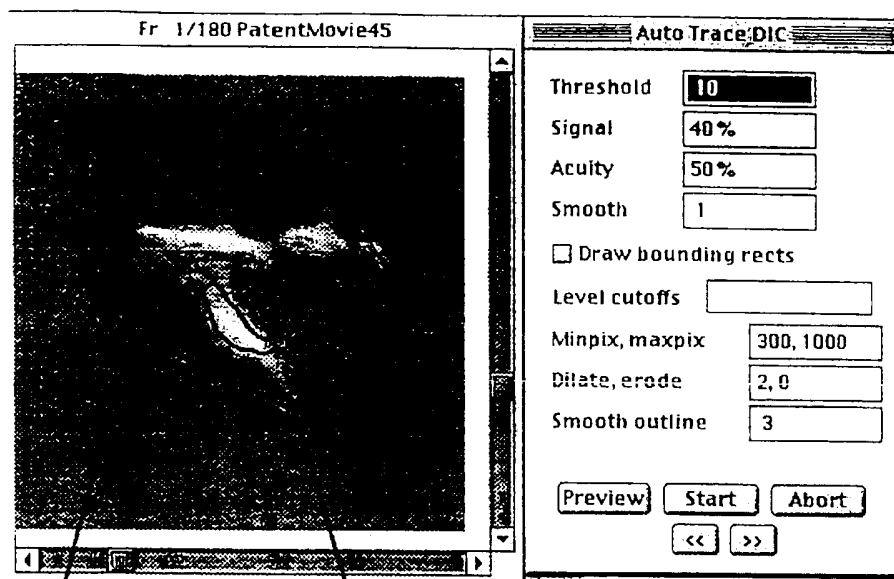 Fr 1/180 PatentMovie45
Auto Trace:DIC
Threshold 10
Signal 40%
Acuity 50%
Smooth 1
Draw bounding rects
Level cutoffs
Minpix, maxpix 300, 1000
Dilate, erode 2, 0
Smooth outline 3
Preview Start Abort
<< >>